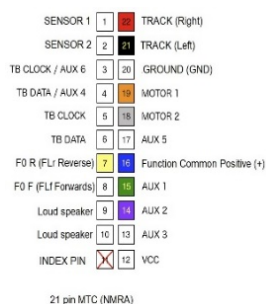 SENSOR 1 1 22 TRACK (Right)
SENSOR 2 2 21 TRACK (Left)
TB CLOCK / AUX 6 3 20 GROUND (GND)
TB DATA / AUX 4 4 19 MOTOR 1
TB CLOCK 5 18 MOTOR 2
TB DATA 6 17 AUX 5
F0 R (FLr Reverse) 7 16 Function Common Positive (+)
F0 F (FLf Forwards) 8 15 AUX 1
Loud speaker 9 14 AUX 2
Loud speaker 10 13 AUX 3
INDEX PIN 11 12 VCC
21 pin MTC (NMRA)